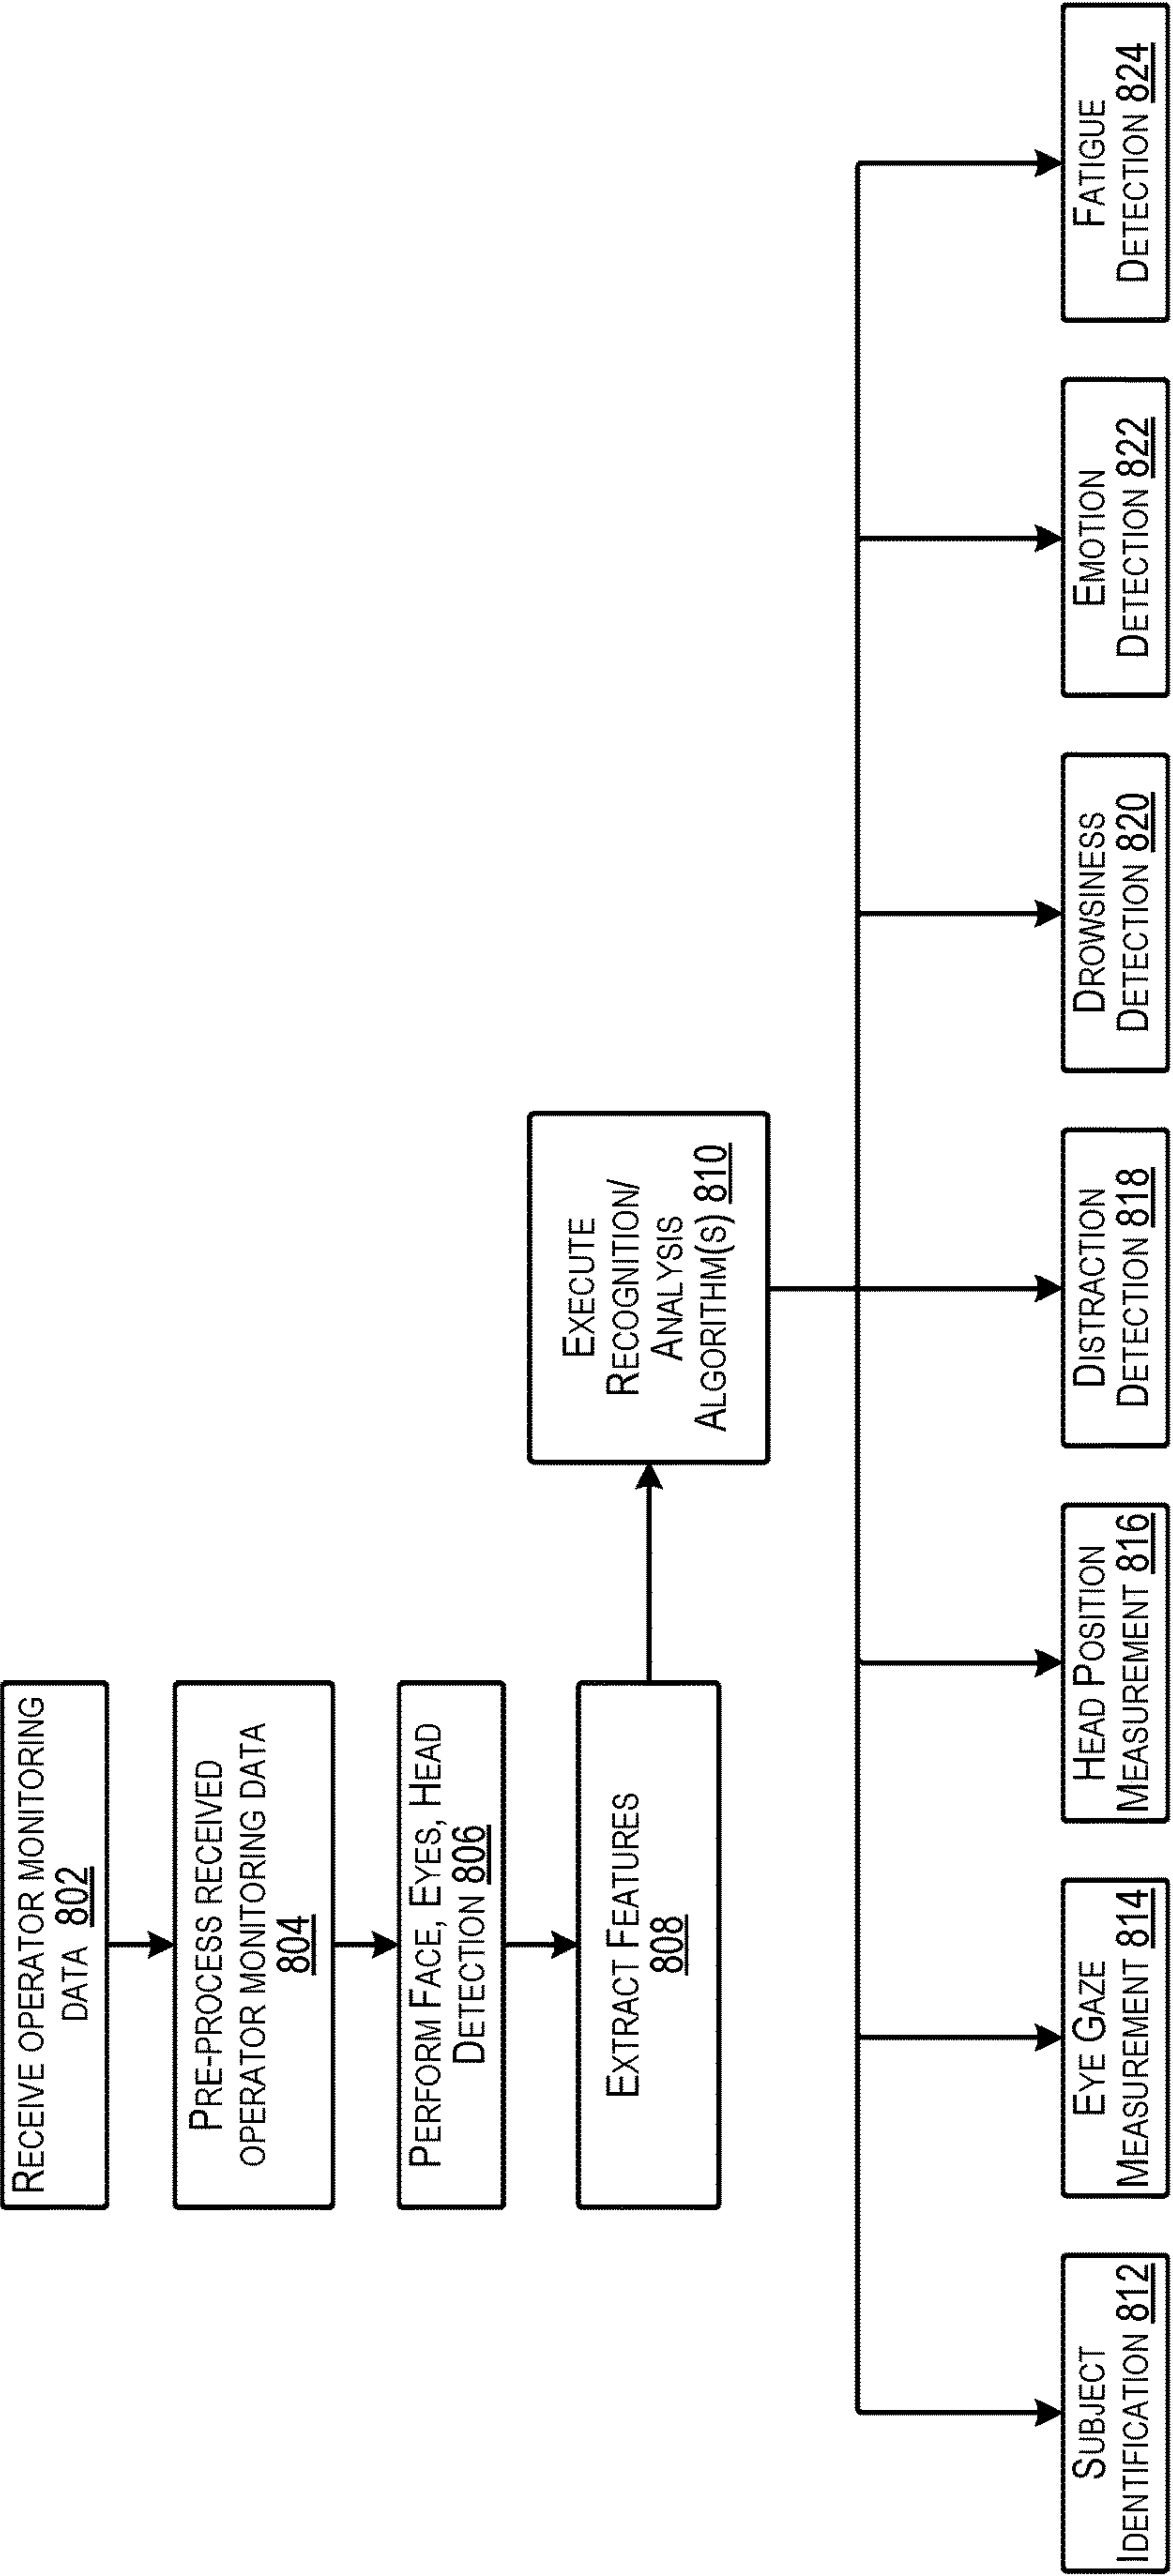 RECEIVE OPERATOR MONITORING
DATA 802
PRE-PROCESS RECEIVED
OPERATOR MONITORING DATA
804
PERFORM FACE, EYES, HEAD
DETECTION 806
EXTRACT FEATURES
808
EXECUTE
RECOGNITION/
ANALYSIS
ALGORITHM(S) 810
SUBJECT
IDENTIFICATION 812
EYE GAZE
MEASUREMENT 814
HEAD POSITION
MEASUREMENT 816
DISTRACTION
DETECTION 818
DROWSINESS
DETECTION 820
EMOTION
DETECTION 822
FATIGUE
DETECTION 824